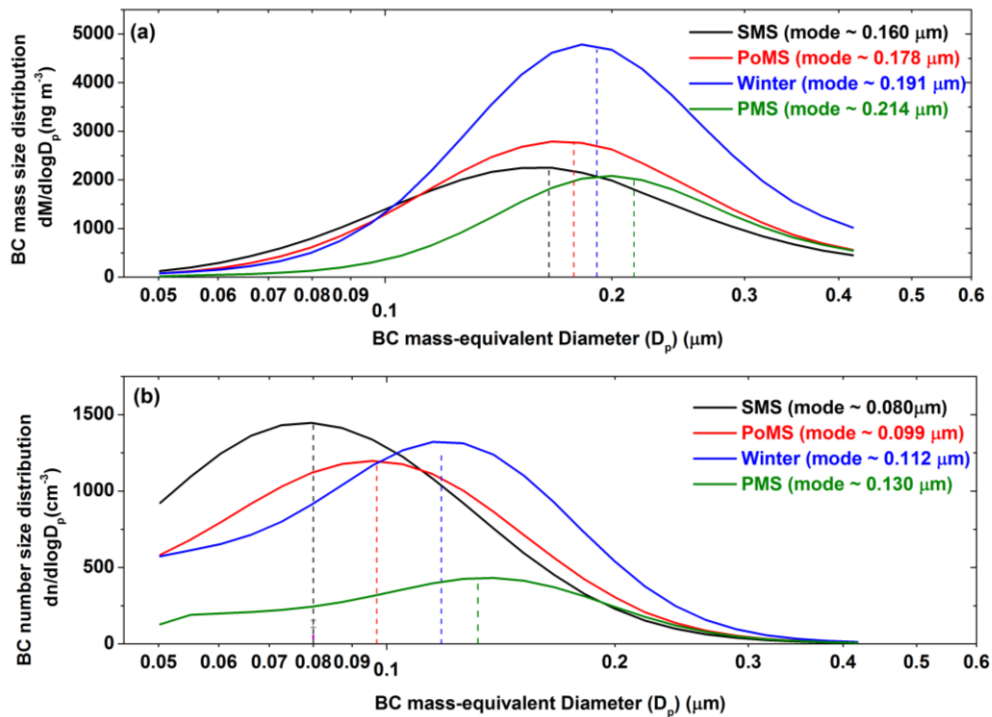 (a)
SMS (mode ~ 0.160 μm)
PoMS (mode ~ 0.178 μm)
Winter (mode ~ 0.191 μm)
PMS (mode ~ 0.214 μm)
BC mass size distribution
dM/dlogDₚ(ng m⁻³)
5000
4000
3000
2000
1000
0
0.05 0.06 0.07 0.08 0.09 0.1 0.2 0.3 0.4 0.5 0.6
BC mass-equivalent Diameter (Dₚ) (μm)
(b)
SMS (mode ~ 0.080μm)
PoMS (mode ~ 0.099 μm)
Winter (mode ~ 0.112 μm)
PMS (mode ~ 0.130 μm)
BC number size distribution
dn/dlogDₚ(cm⁻³)
1500
1000
500
0
0.05 0.06 0.07 0.08 0.09 0.1 0.2 0.3 0.4 0.5 0.6
BC mass-equivalent Diameter (Dₚ) (μm)